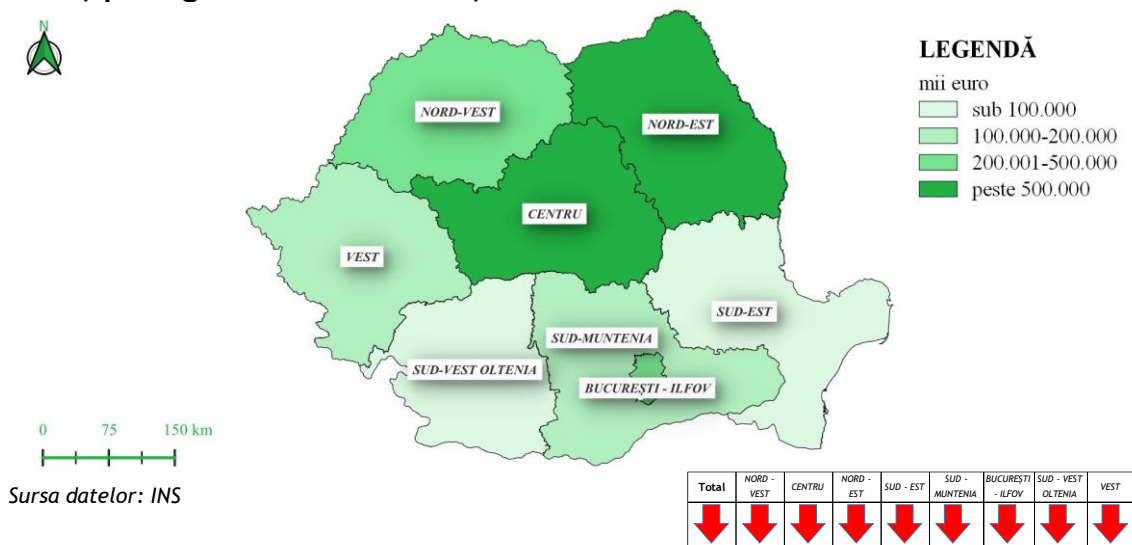 N
LEGENDĂ
mii euro
sub 100.000
100.000-200.000
200.001-500.000
peste 500.000
NORD-VEST
NORD-EST
CENTRU
VEST
SUD-EST
SUD-MUNTENIA
SUD-VEST OLTENIA
BUCUREȘTI - ILFOV
0 75 150 km
Sursa datelor: INS
Total
NORD -
VEST
CENTRU
NORD -
EST
SUD - EST
SUD -
MUNTENIA
BUCUREȘTI
- ILFOV
SUD - VEST
OLTENIA
VEST